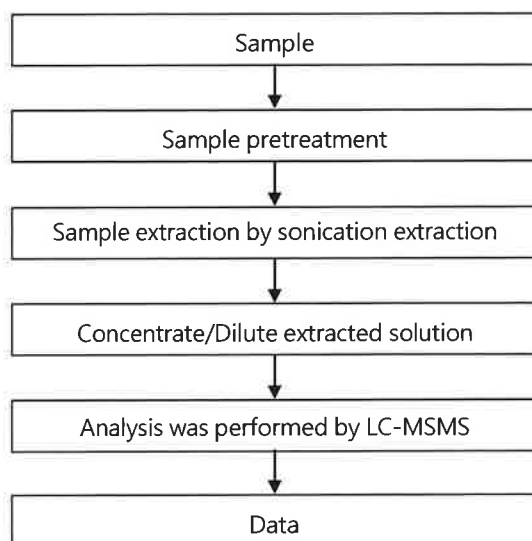 Sample
Sample pretreatment
Sample extraction by sonication extraction
Concentrate/Dilute extracted solution
Analysis was performed by LC-MSMS
Data